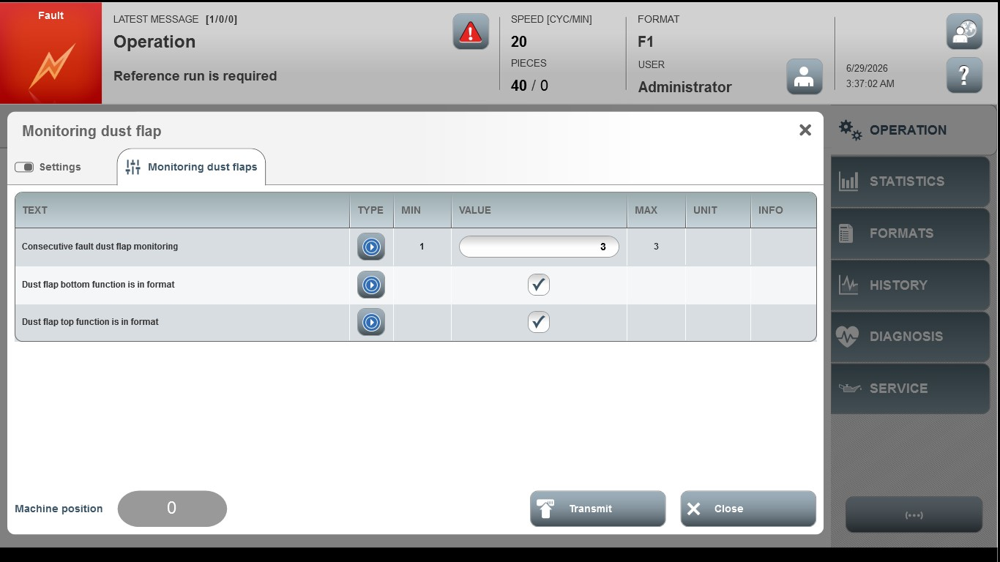 Fault
LATEST MESSAGE [1/0/0]
Operation
Reference run is required
SPEED [CYC/MIN]
20
PIECES
40 / 0
FORMAT
F1
USER
Administrator
6/29/2026
3:37:02 AM
?
Monitoring dust flap
Settings
Monitoring dust flaps
TEXT TYPE MIN VALUE MAX UNIT INFO
Consecutive fault dust flap monitoring 1 3 3
Dust flap bottom function is in format
Dust flap top function is in format
Machine position 0
Transmit
Close
OPERATION
STATISTICS
FORMATS
HISTORY
DIAGNOSIS
SERVICE
(•••)